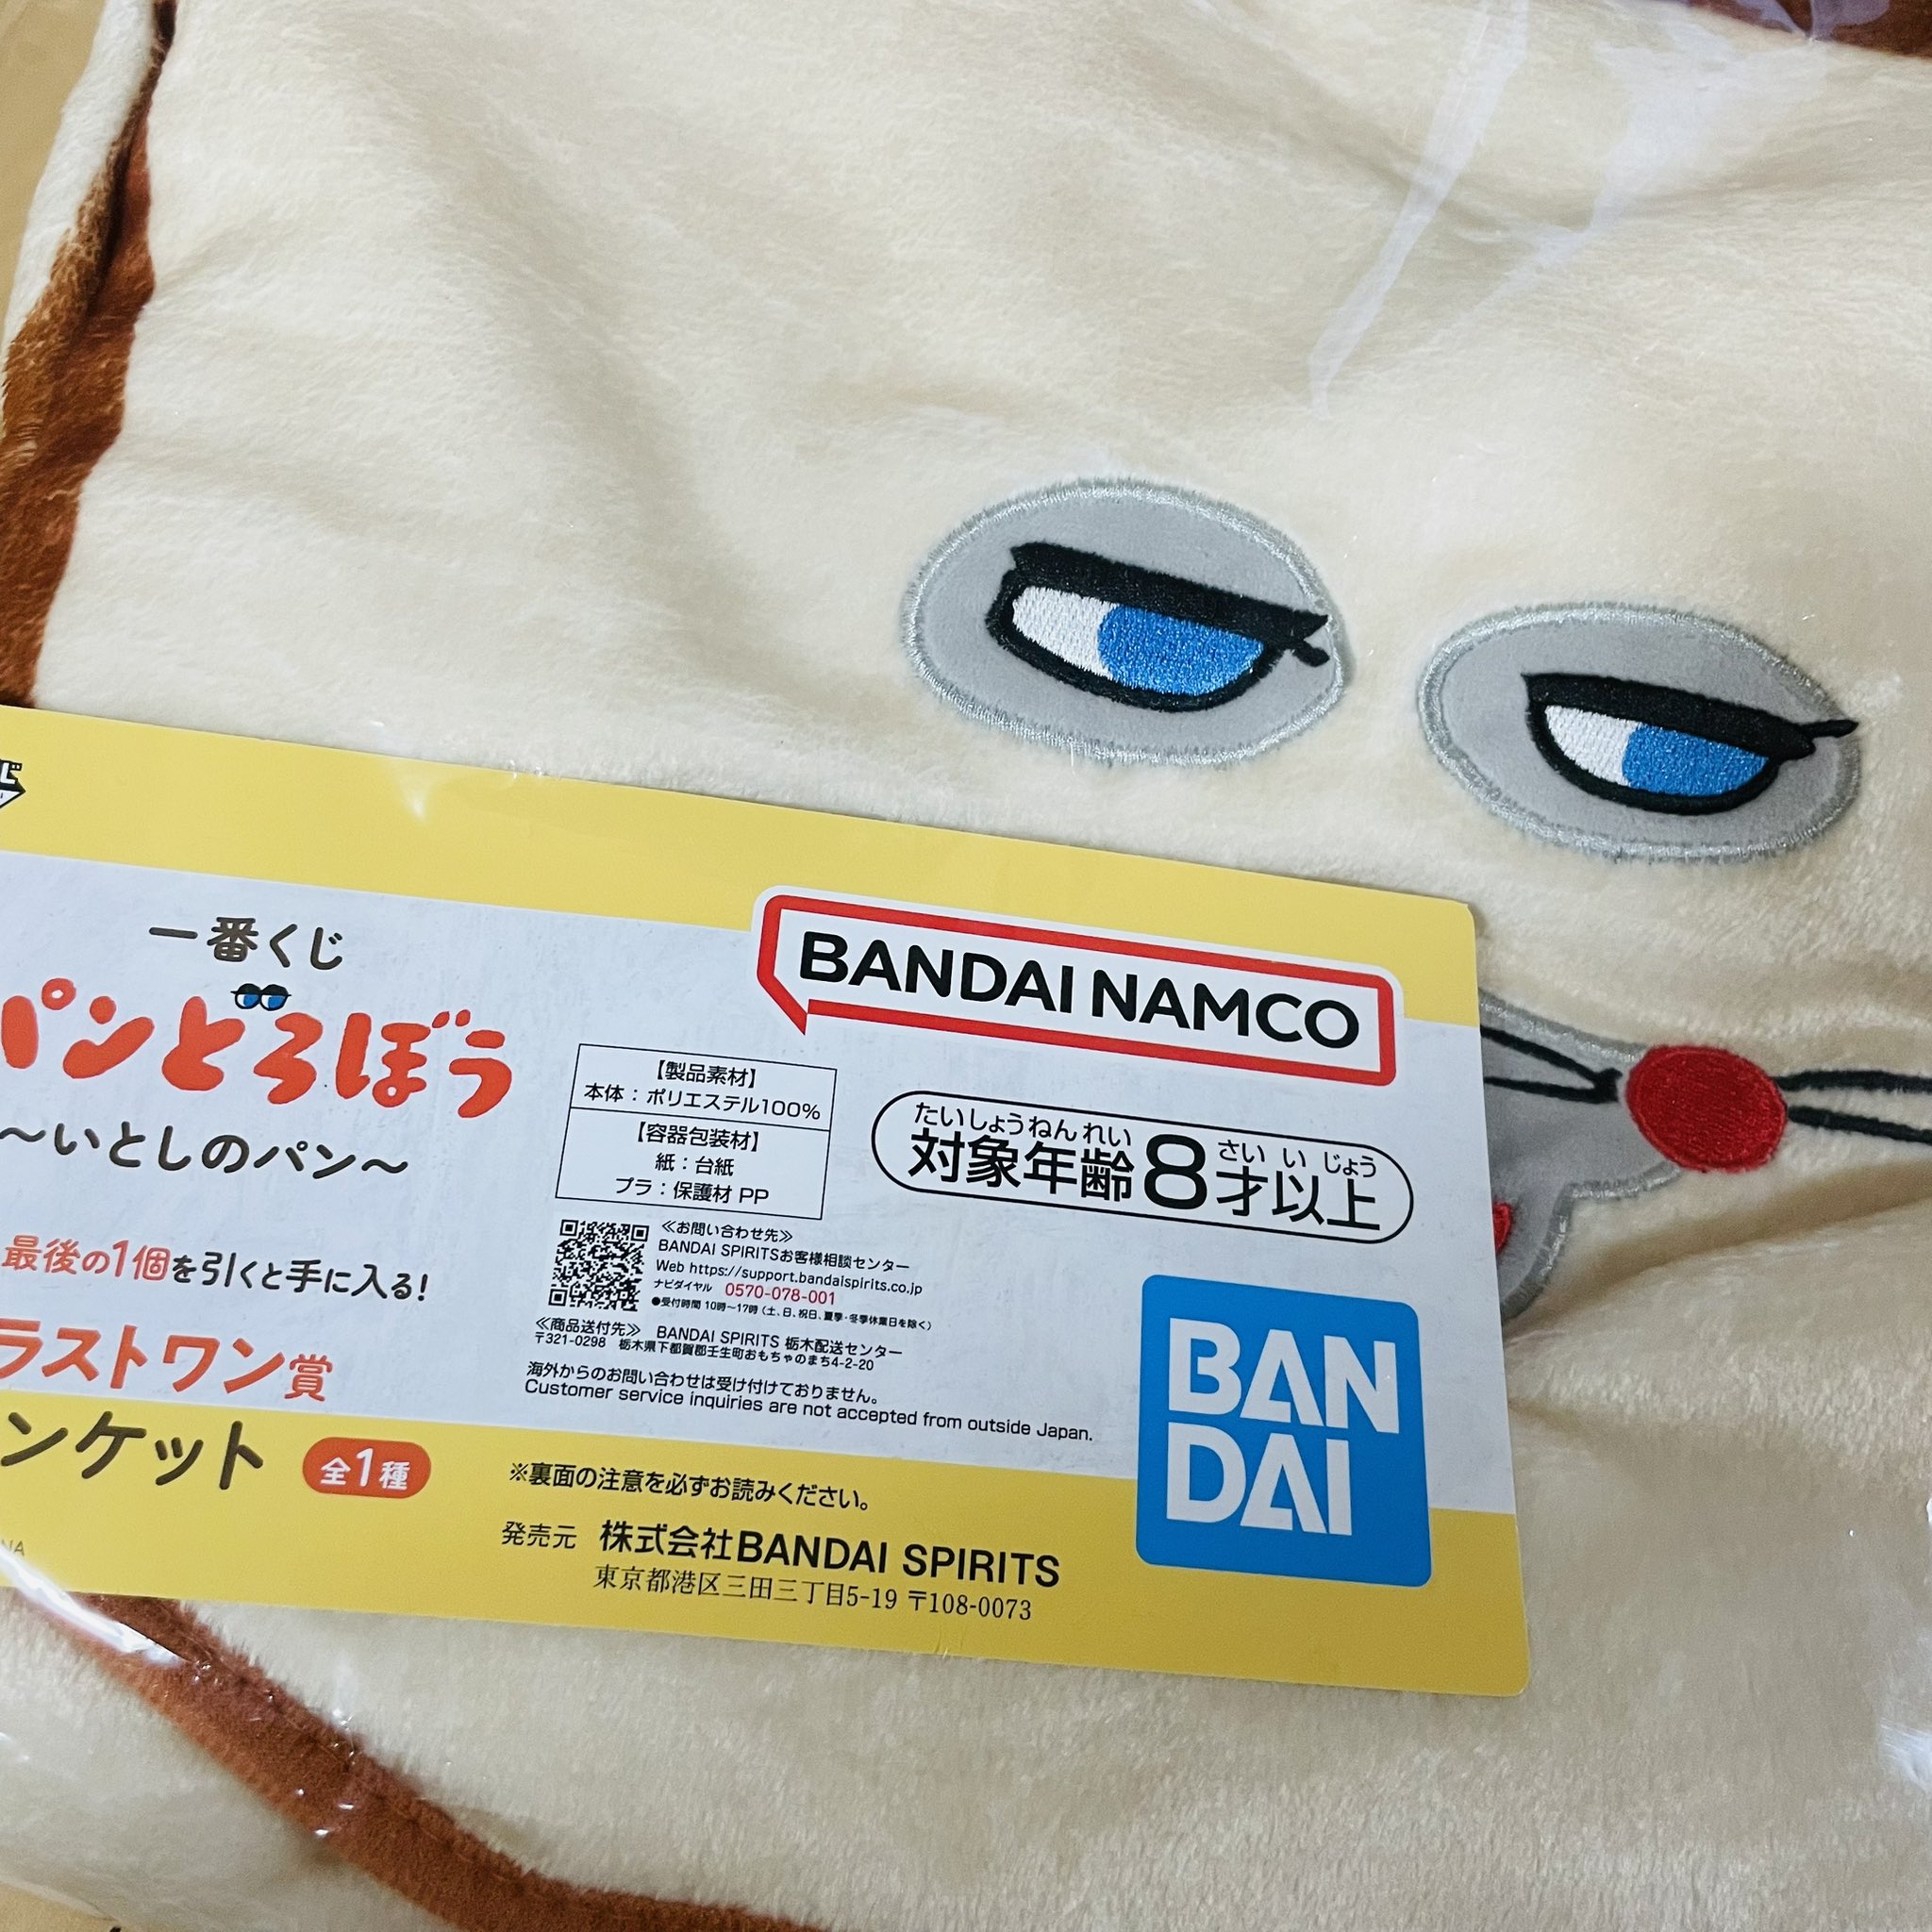 一番くじ
パンどろぼう
～いとしのパン～
最後の1個を引くと手に入る!
ラストワン賞
ンケット
全1種
BANDAI NAMCO
【製品素材】
本体：ポリエステル100%
【容器包装材】
紙：台紙
プラ：保護材 PP
たいしょうねんれい さい い じょう
対象年齢8才以上
≪お問い合わせ先≫
BANDAI SPIRITSお客様相談センター
Web https://support.bandaispirits.co.jp
ナビダイヤル 0570-078-001
●受付時間 10時～17時 (土、日、祝日、夏季・冬季休業日を除く)
≪商品送付先≫ BANDAI SPIRITS 栃木配送センター
〒321-0298 栃木県下都賀郡壬生町おもちゃのまち4-2-20
海外からのお問い合わせは受け付けておりません。
Customer service inquiries are not accepted from outside Japan.
※裏面の注意を必ずお読みください。
発売元 株式会社BANDAI SPIRITS
東京都港区三田三丁目5-19 〒108-0073
BAN
DAI